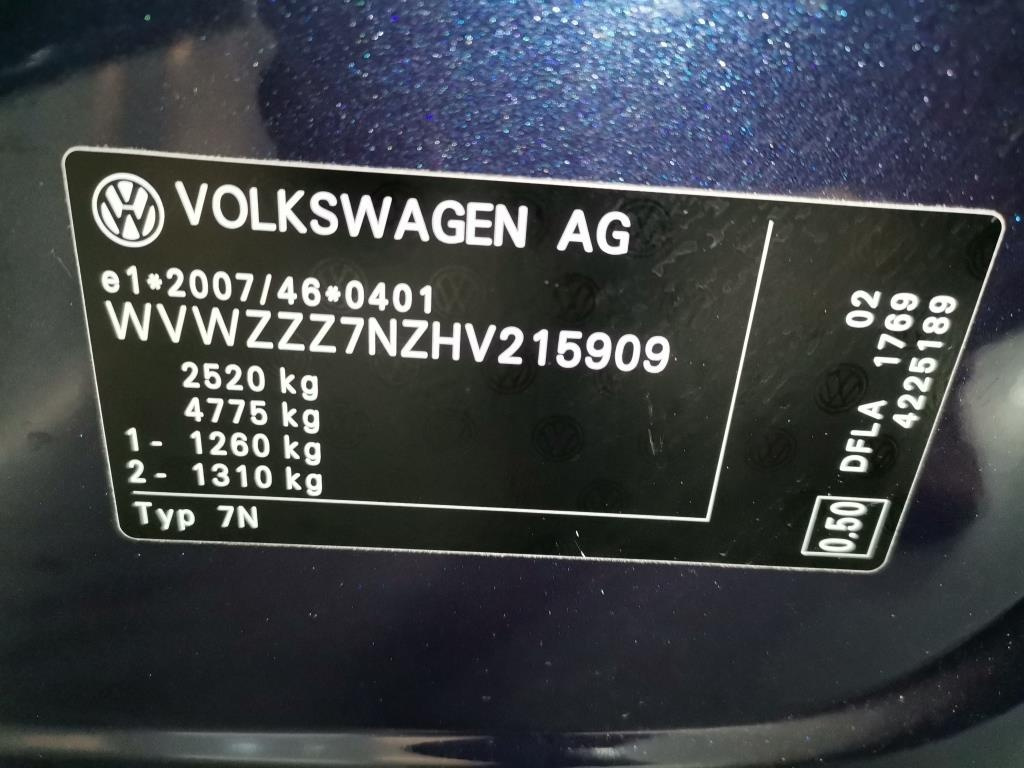 VOLKSWAGEN AG
e1*2007/46*0401
WVWZZZ7NZHV215909
2520 kg
4775 kg
1- 1260 kg
2- 1310 kg
Typ 7N
0.50
DFLA 1769 02
4225189